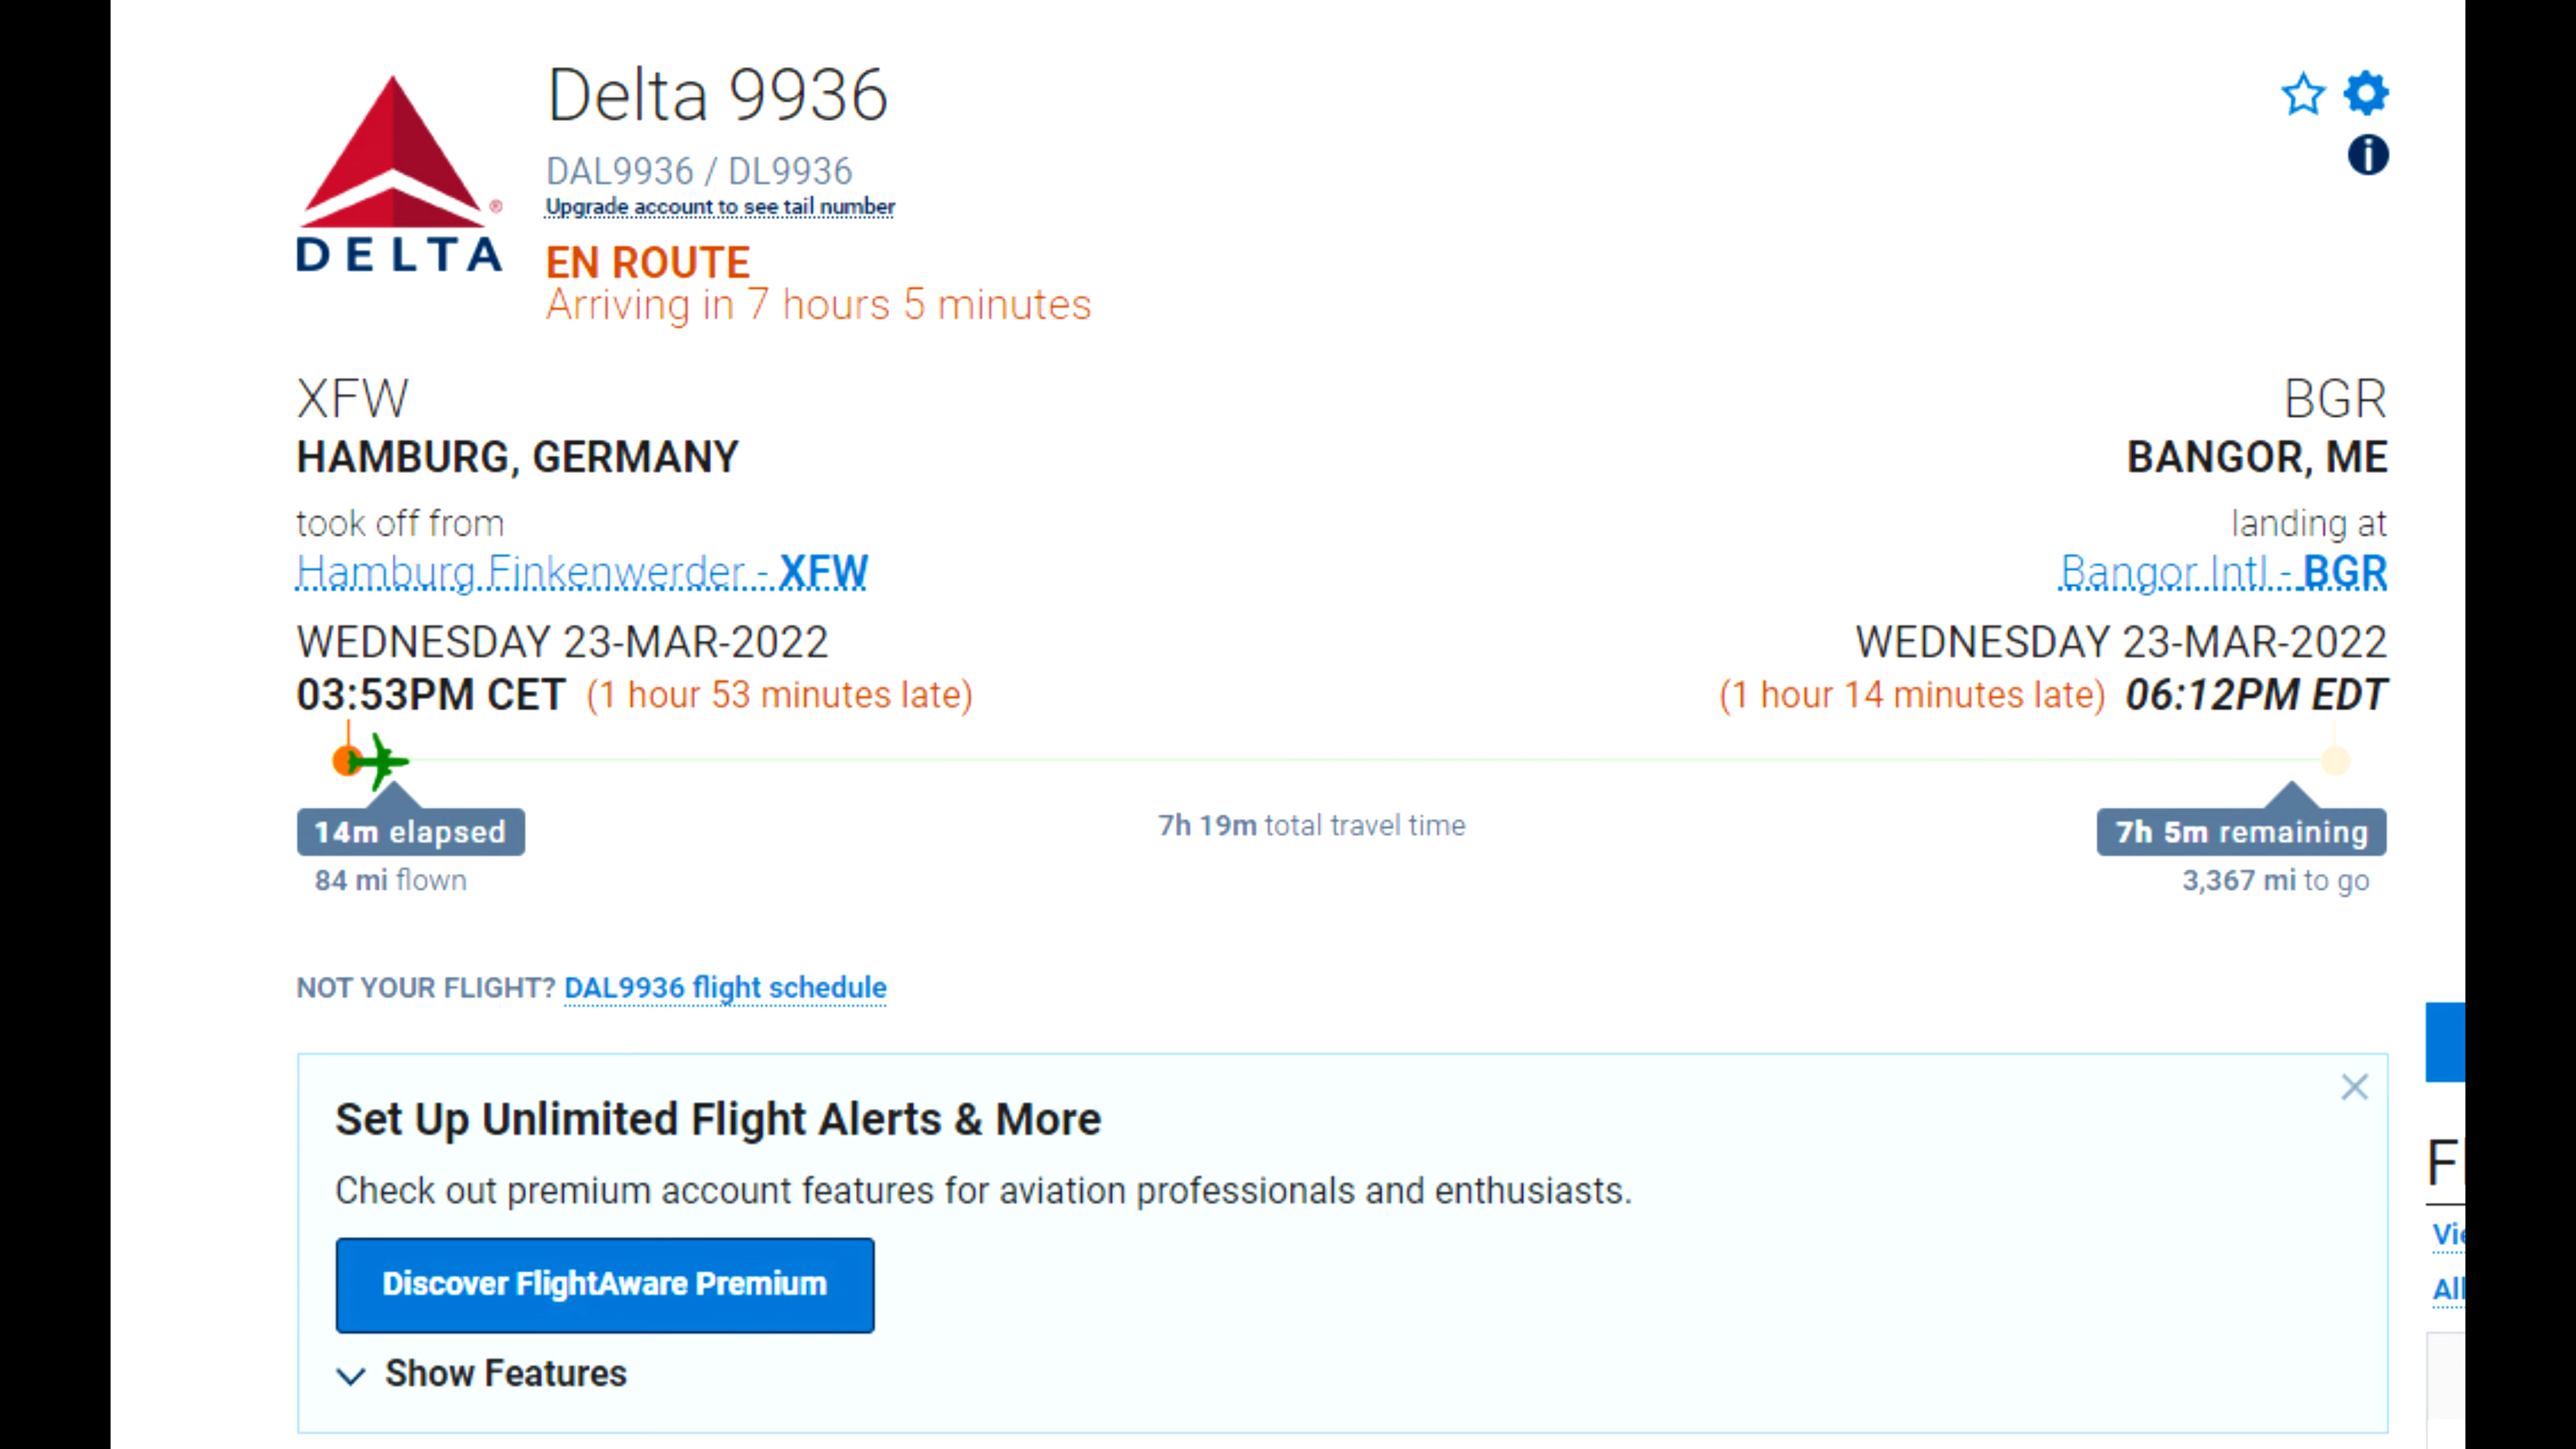 Delta 9936
DAL9936 / DL9936
Upgrade account to see tail number
DELTA
EN ROUTE
Arriving in 7 hours 5 minutes
XFW
HAMBURG, GERMANY
took off from
Hamburg Finkenwerder - XFW
WEDNESDAY 23-MAR-2022
03:53PM CET (1 hour 53 minutes late)
BGR
BANGOR, ME
landing at
Bangor Intl - BGR
WEDNESDAY 23-MAR-2022
(1 hour 14 minutes late) 06:12PM EDT
14m elapsed
84 mi flown
7h 19m total travel time
7h 5m remaining
3,367 mi to go
NOT YOUR FLIGHT? DAL9936 flight schedule
Set Up Unlimited Flight Alerts & More
Check out premium account features for aviation professionals and enthusiasts.
Discover FlightAware Premium
Show Features